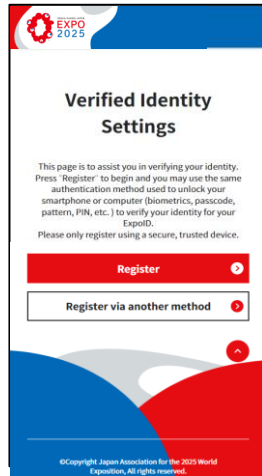 EXPO
2025
Verified Identity
Settings
This page is to assist you in verifying your identity.
Press `Register` to begin and you may use the same
authentication method used to unlock your
smartphone or computer (biometrics, passcode,
pattern, PIN, etc. ) to verify your identity for your
ExpoID.
Please only register using a secure, trusted device.
Register
Register via another method
©Copyright Japan Association for the 2025 World
Exposition, All rights reserved.